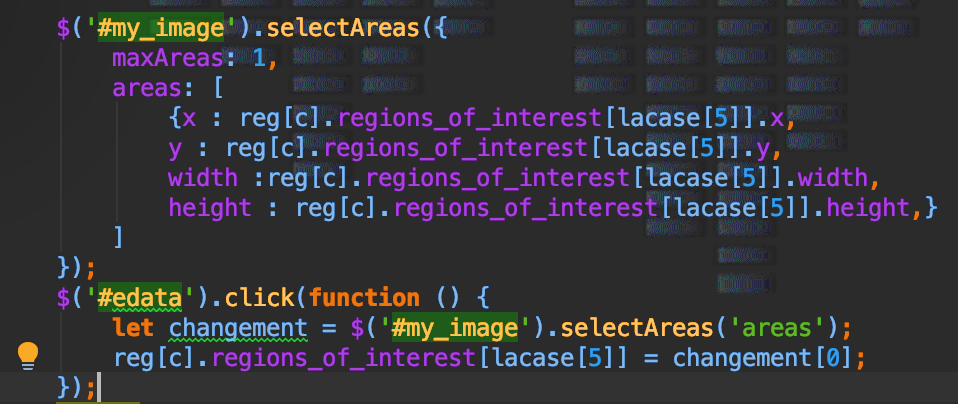 $('#my_image').selectAreas({
maxAreas: 1,
areas: [
{x : reg[c].regions_of_interest[lacase[5]].x,
y : reg[c].regions_of_interest[lacase[5]].y,
width :reg[c].regions_of_interest[lacase[5]].width,
height : reg[c].regions_of_interest[lacase[5]].height,}
]
});
$('#edata').click(function () {
let changement = $('#my_image').selectAreas('areas');
reg[c].regions_of_interest[lacase[5]] = changement[0];
});